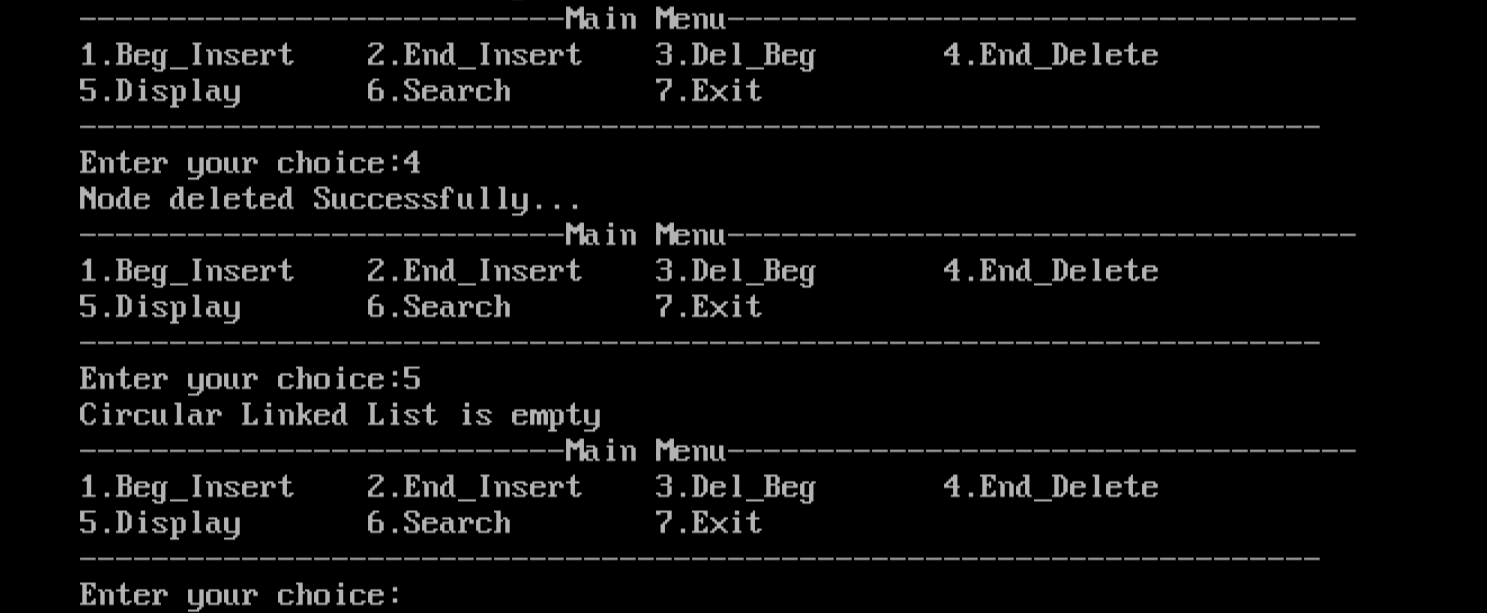 ---------------------------Main Menu-----------------------------------
1.Beg_Insert    2.End_Insert    3.Del_Beg       4.End_Delete
5.Display       6.Search        7.Exit
---------------------------------------------------------------------
Enter your choice:4
Node deleted Successfully...
---------------------------Main Menu-----------------------------------
1.Beg_Insert    2.End_Insert    3.Del_Beg       4.End_Delete
5.Display       6.Search        7.Exit
---------------------------------------------------------------------
Enter your choice:5
Circular Linked List is empty
---------------------------Main Menu-----------------------------------
1.Beg_Insert    2.End_Insert    3.Del_Beg       4.End_Delete
5.Display       6.Search        7.Exit
---------------------------------------------------------------------
Enter your choice: